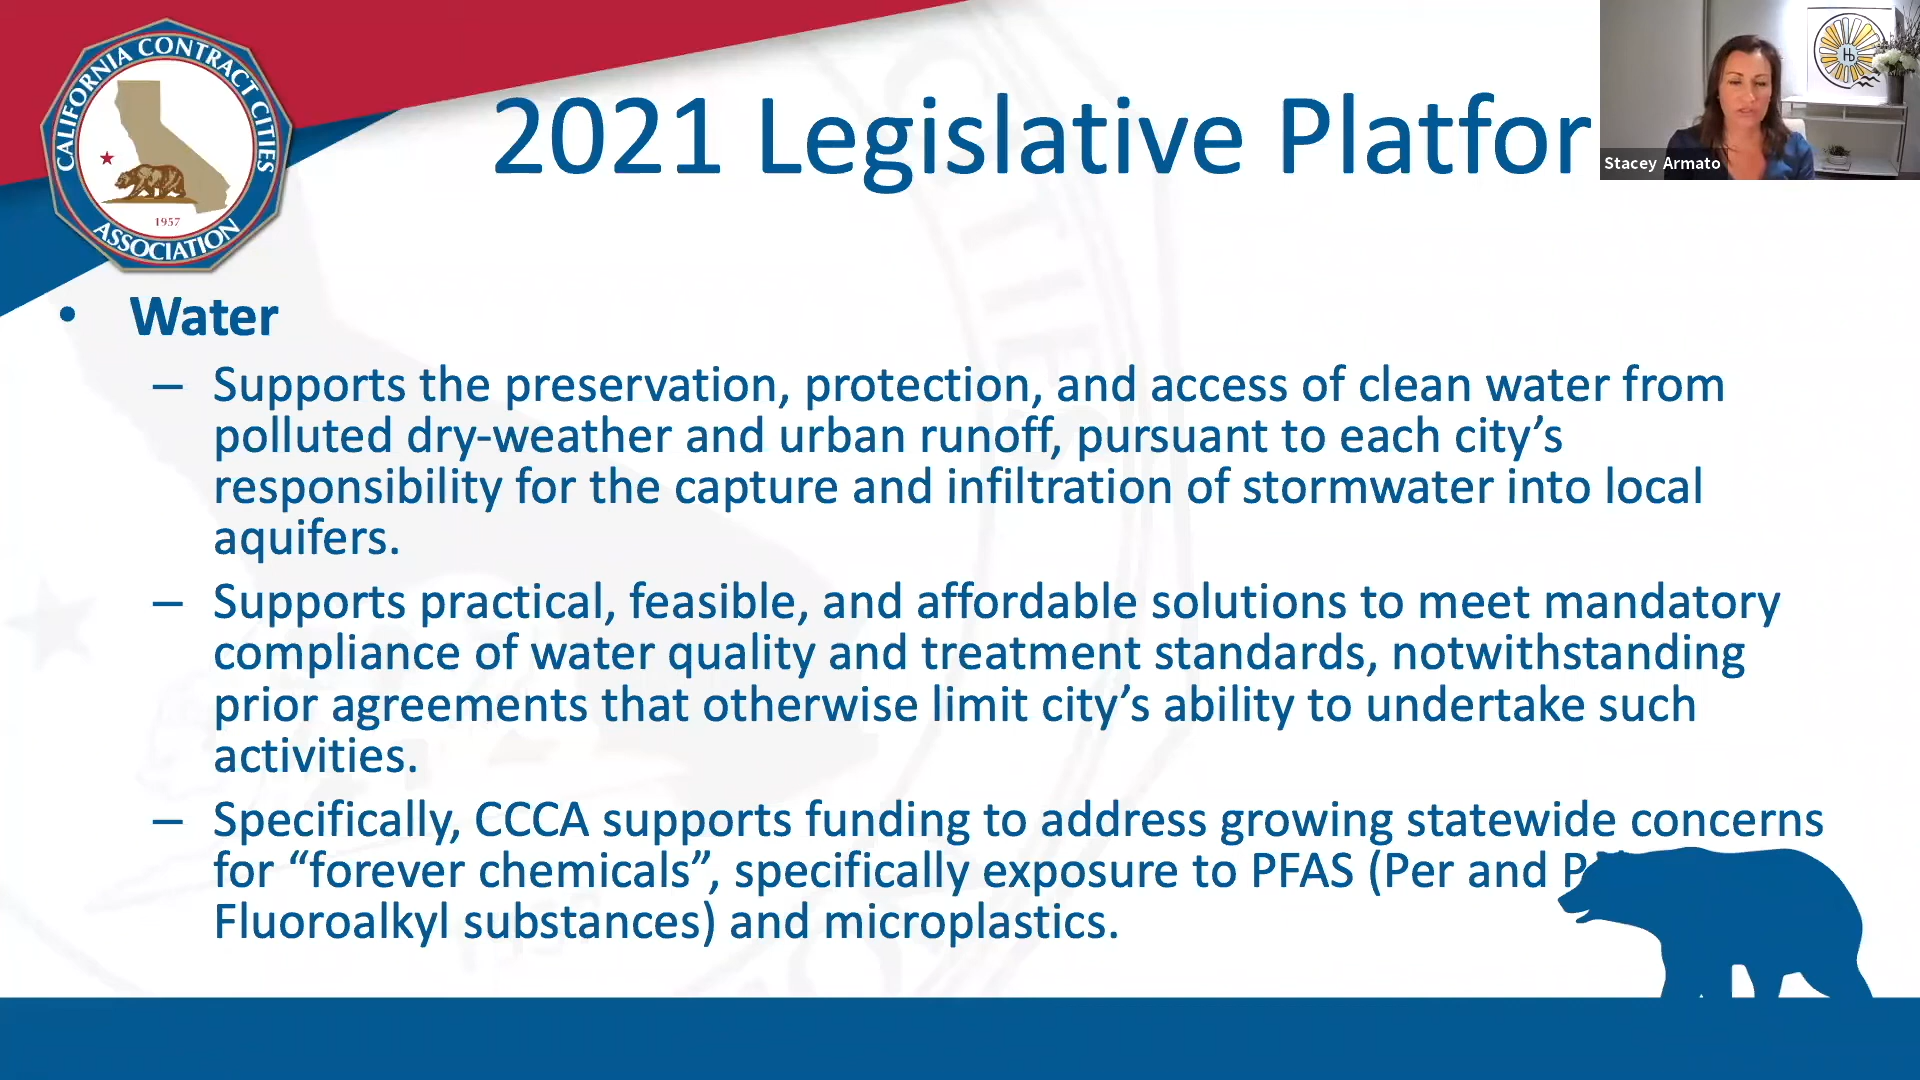 CALIFORNIA CONTRACT CITIES
ASSOCIATION
1957
2021 Legislative Platfor
Hb
Stacey Armato
• Water
– Supports the preservation, protection, and access of clean water from
polluted dry-weather and urban runoff, pursuant to each city’s
responsibility for the capture and infiltration of stormwater into local
aquifers.
– Supports practical, feasible, and affordable solutions to meet mandatory
compliance of water quality and treatment standards, notwithstanding
prior agreements that otherwise limit city’s ability to undertake such
activities.
– Specifically, CCCA supports funding to address growing statewide concerns
for “forever chemicals”, specifically exposure to PFAS (Per and
Fluoroalkyl substances) and microplastics.